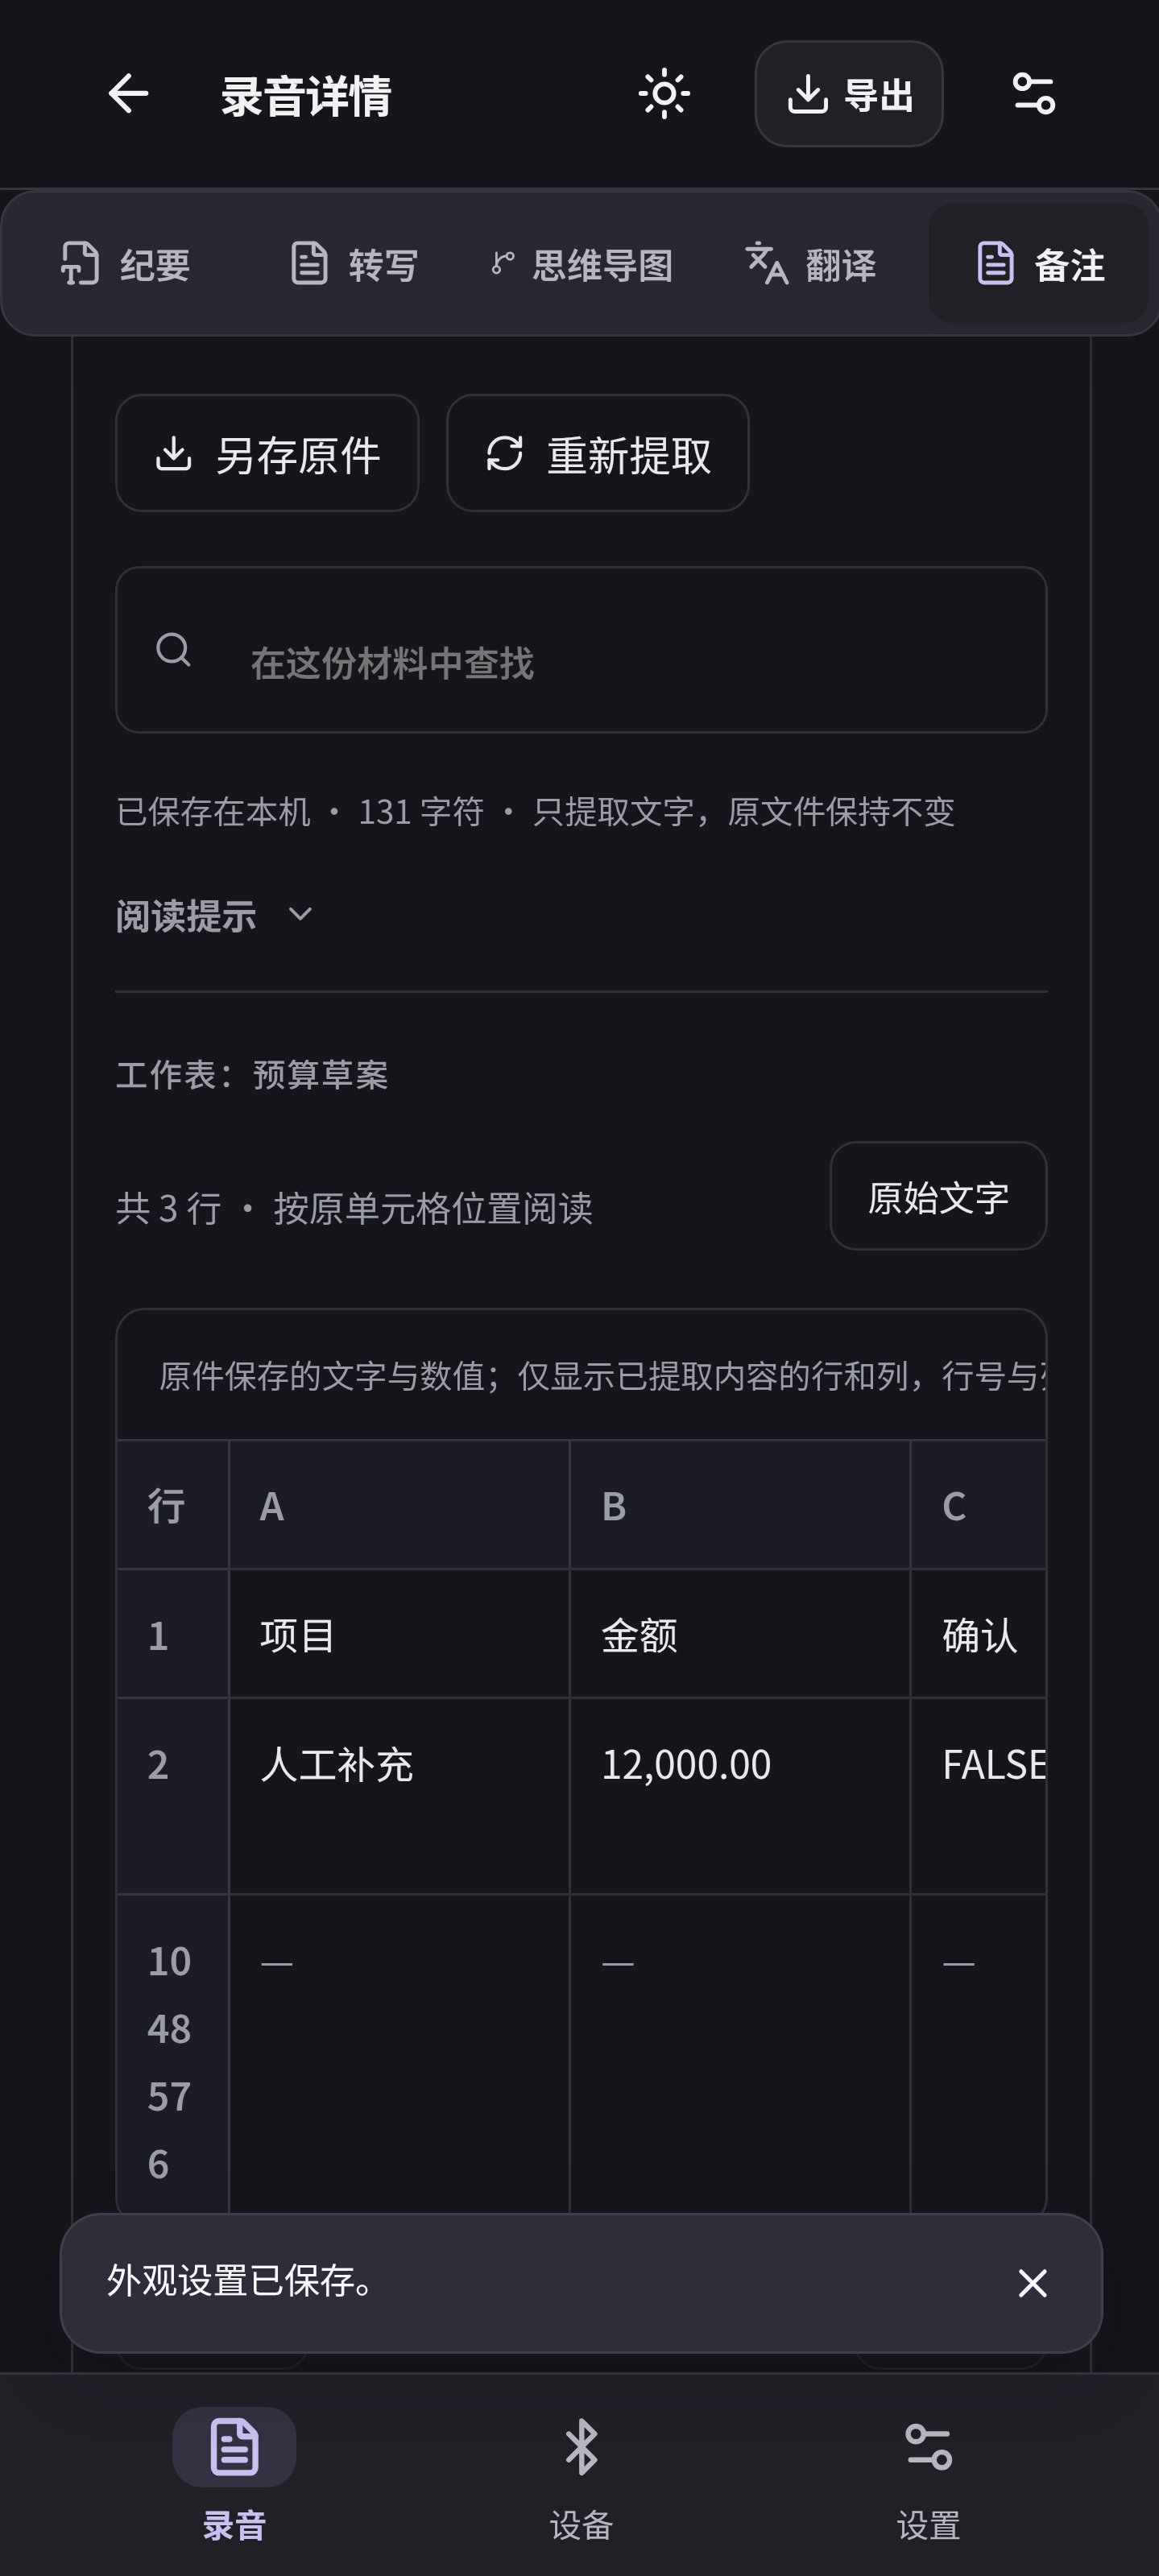 录音详情
导出
纪要
转写
思维导图
翻译
备注
另存原件
重新提取
在这份材料中查找
已保存在本机 · 131 字符 · 只提取文字，原文件保持不变
阅读提示
工作表：预算草案
共 3 行 · 按原单元格位置阅读
原始文字
原件保存的文字与数值；仅显示已提取内容的行和列，行号与
行 A B C
1 项目 金额 确认
2 人工补充 12,000.00 FALSE
10 — — —
48
57
6
外观设置已保存。
录音
设备
设置